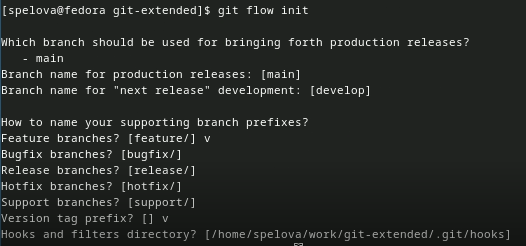 [spelova@fedora git-extended]$ git flow init
Which branch should be used for bringing forth production releases?
- main
Branch name for production releases: [main]
Branch name for "next release" development: [develop]
How to name your supporting branch prefixes?
Feature branches? [feature/] v
Bugfix branches? [bugfix/]
Release branches? [release/]
Hotfix branches? [hotfix/]
Support branches? [support/]
Version tag prefix? [] v
Hooks and filters directory? [/home/spelova/work/git-extended/.git/hooks]